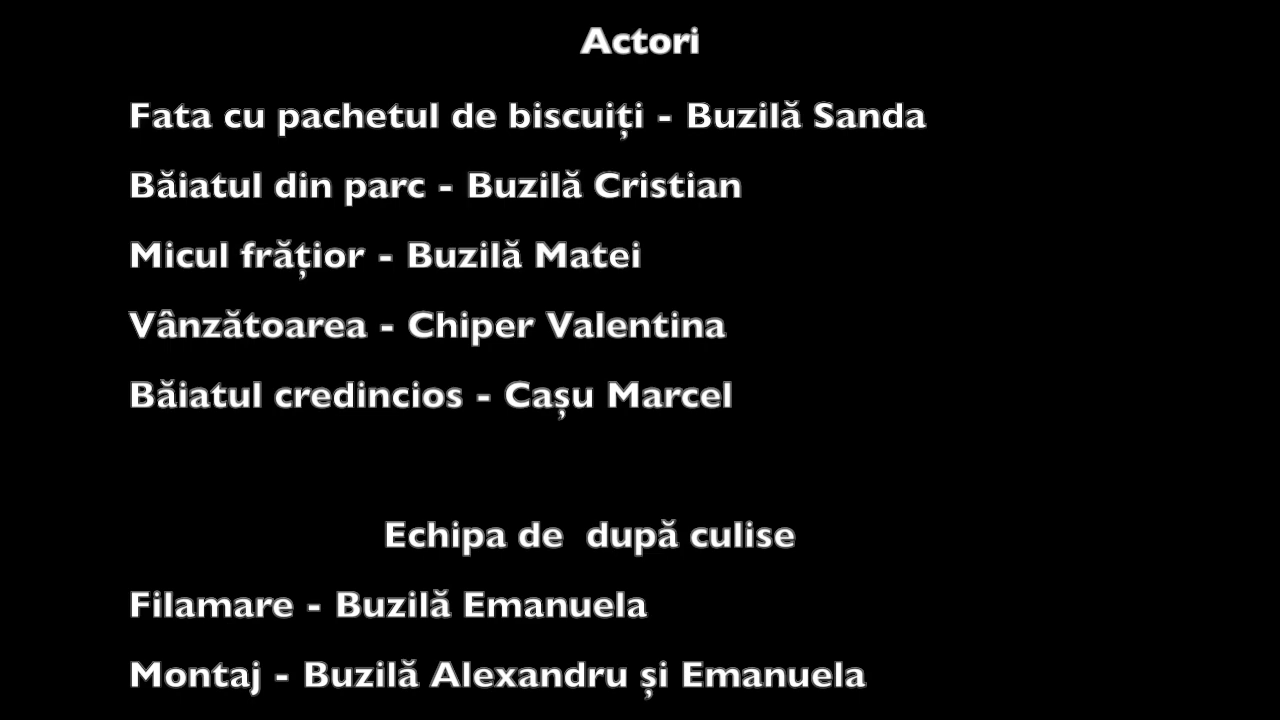 Actori
Fata cu pachetul de biscuiți - Buzilă Sanda
Băiatul din parc - Buzilă Cristian
Micul frățior - Buzilă Matei
Vânzătoarea - Chiper Valentina
Băiatul credincios - Cașu Marcel
Echipa de  după culise
Filamare - Buzilă Emanuela
Montaj - Buzilă Alexandru și Emanuela